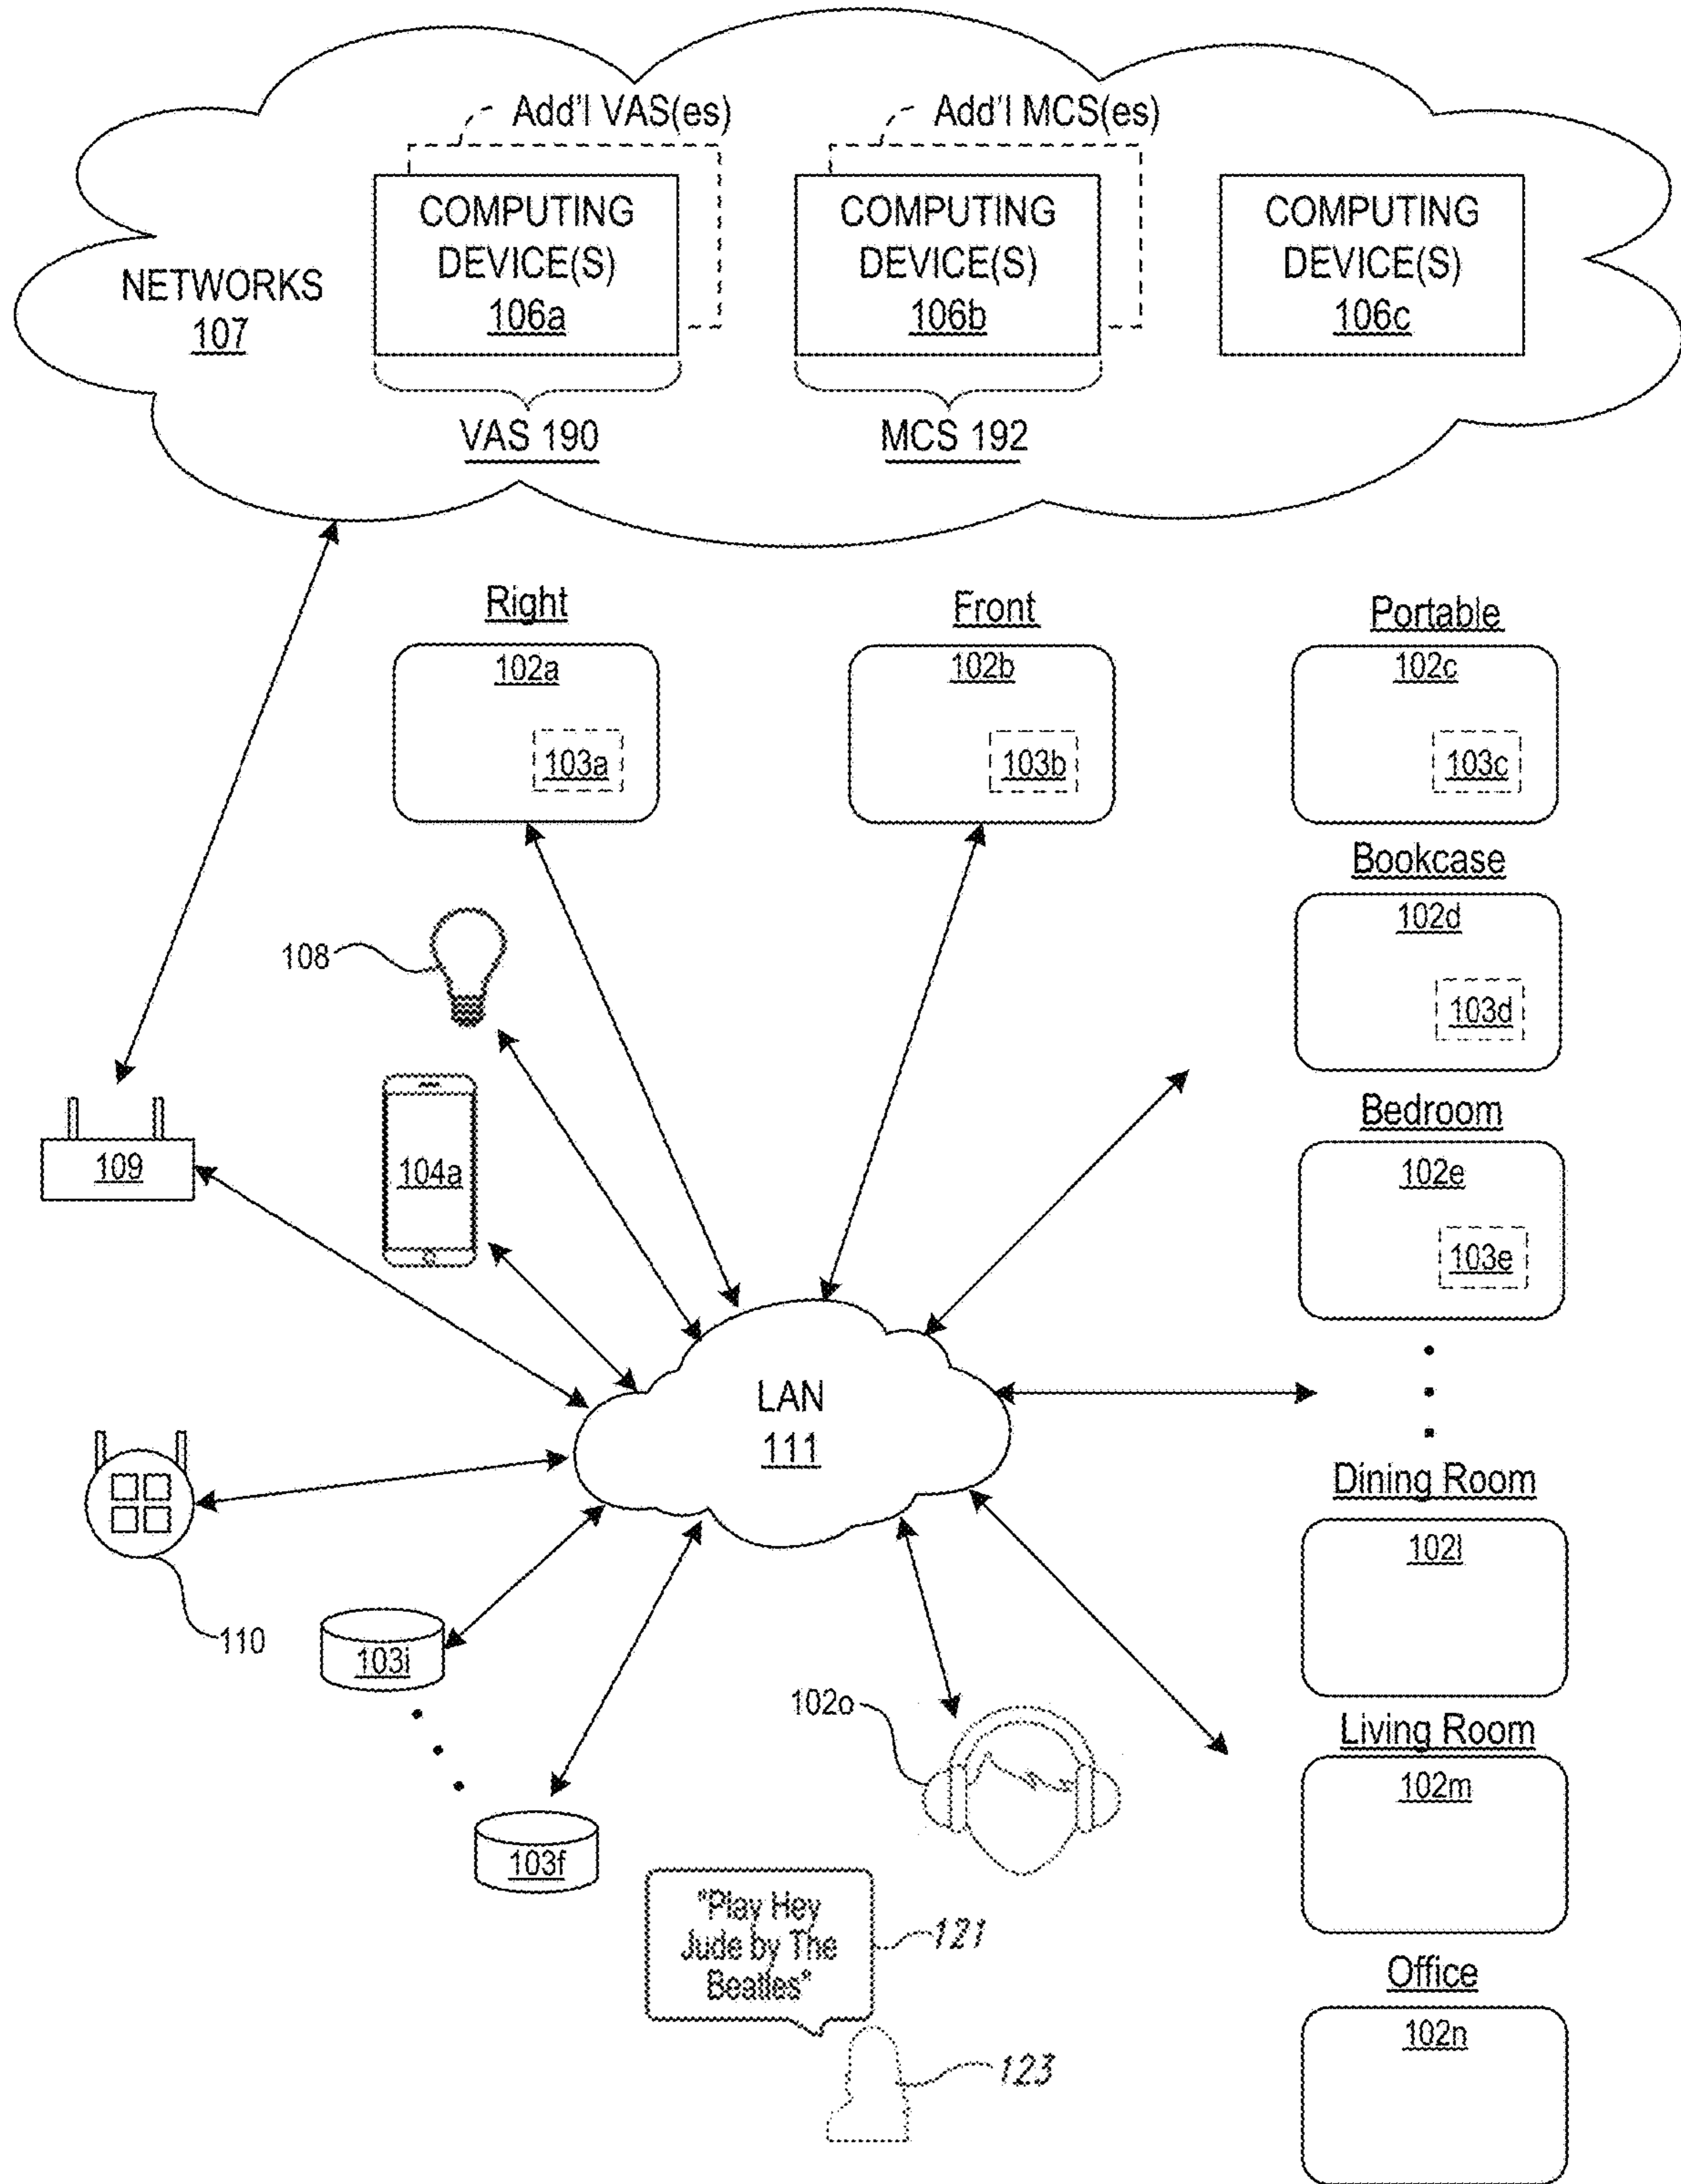 Add'l VAS(es)
Add'l MCS(es)
COMPUTING
DEVICE(S)
106a
COMPUTING
DEVICE(S)
106b
COMPUTING
DEVICE(S)
106c
NETWORKS
107
VAS 190
MCS 192
Right
102a
103a
Front
102b
103b
Portable
102c
103c
Bookcase
102d
103d
108
104a
109
Bedroom
102e
103e
LAN
111
110
103i
103f
102o
Dining Room
102l
Living Room
102m
Office
102n
"Play Hey
Jude by The
Beatles"
121
123